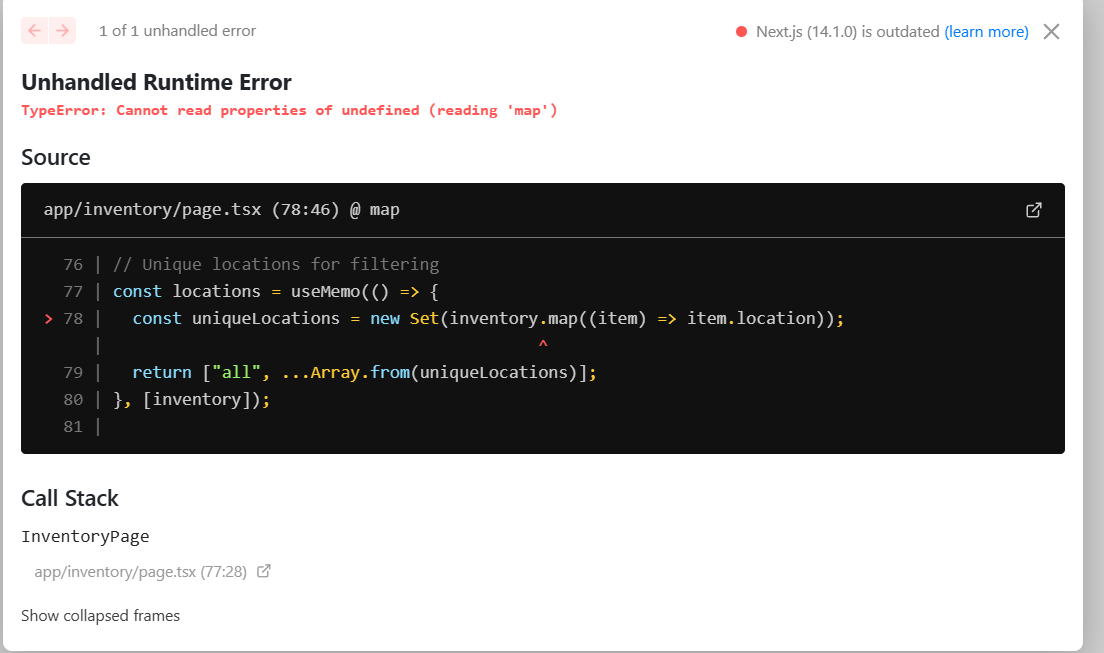 1 of 1 unhandled error
Next.js (14.1.0) is outdated (learn more)
Unhandled Runtime Error
TypeError: Cannot read properties of undefined (reading 'map')
Source
app/inventory/page.tsx (78:46) @ map
76 | // Unique locations for filtering
77 | const locations = useMemo(() => {
> 78 |   const uniqueLocations = new Set(inventory.map((item) => item.location));
|                                              ^
79 |   return ["all", ...Array.from(uniqueLocations)];
80 | }, [inventory]);
81 |
Call Stack
InventoryPage
app/inventory/page.tsx (77:28)
Show collapsed frames